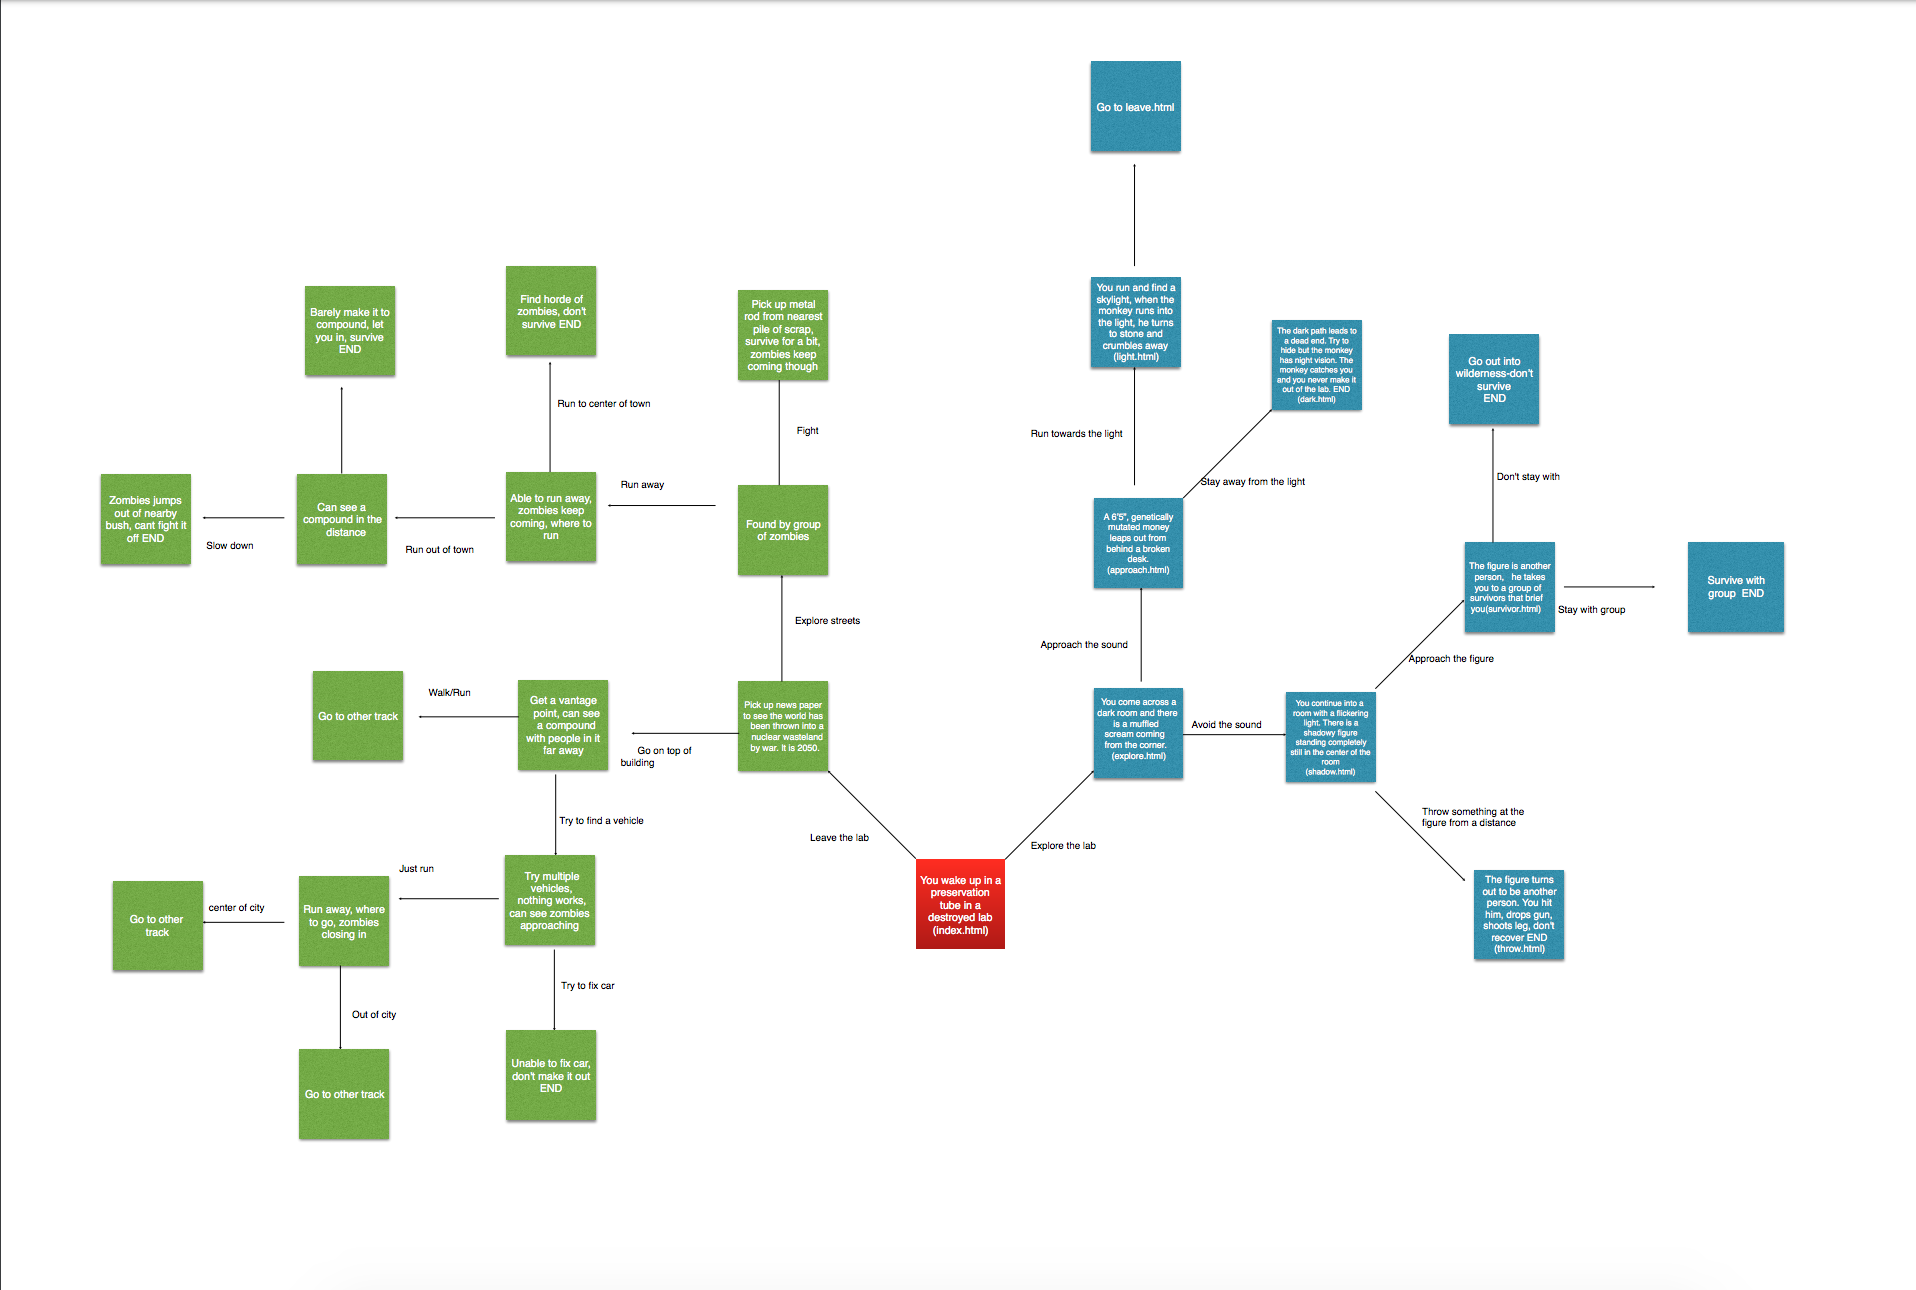 Go to leave.html
Find horde of
zombies, don't
survive END
Barely make it to
compound, let
you in, survive
END
Pick up metal
rod from nearest
pile of scrap,
survive for a bit,
zombies keep
coming though
You run and find a
skylight, when the
monkey runs into
the light, he turns
to stone and
crumbles away
(light.html)
The dark path leads to
a dead end. Try to
hide but the monkey
has night vision. The
monkey catches you
and you never make it
out of the lab. END
(dark.html)
Go out into
wilderness-don't
survive
END
Run to center of town
Fight
Run towards the light
Stay away from the light
Don't stay with
Zombies jumps
out of nearby
bush, cant fight it
off END
Slow down
Can see a
compound in the
distance
Run out of town
Able to run away,
zombies keep
coming, where to
run
Run away
Found by group
of zombies
A 6'5", genetically
mutated money
leaps out from
behind a broken
desk.
(approach.html)
The figure is another
person, he takes
you to a group of
survivors that brief
you(survivor.html)
Stay with group
Survive with
group END
Explore streets
Approach the sound
Approach the figure
Go to other track
Walk/Run
Get a vantage
point, can see
a compound
with people in it
far away
Go on top of
building
Pick up news paper
to see the world has
been thrown into a
nuclear wasteland
by war. It is 2050.
You come across a
dark room and there
is a muffled
scream coming
from the corner.
(explore.html)
Avoid the sound
You continue into a
room with a flickering
light. There is a
shadowy figure
standing completely
still in the center of the
room
(shadow.html)
Try to find a vehicle
Leave the lab
Explore the lab
Throw something at the
figure from a distance
Go to other
track
center of city
Run away, where
to go, zombies
closing in
Just run
Try multiple
vehicles,
nothing works,
can see zombies
approaching
You wake up in a
preservation
tube in a
destroyed lab
(index.html)
The figure turns
out to be another
person. You hit
him, drops gun,
shoots leg, don't
recover END
(throw.html)
Out of city
Try to fix car
Go to other track
Unable to fix car,
don't make it out
END